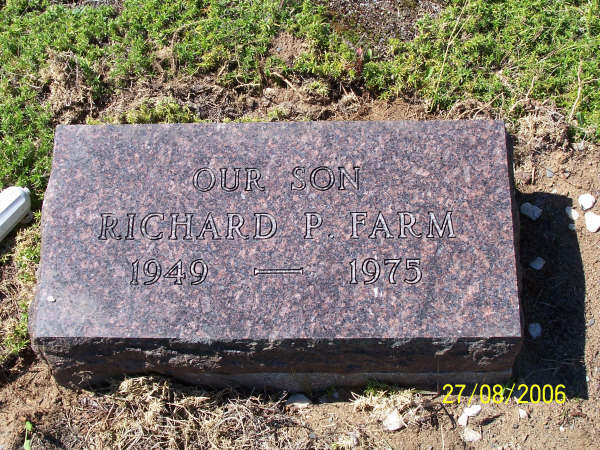 OUR SON
RICHARD P. FARM
1949 — 1975
27/08/2006